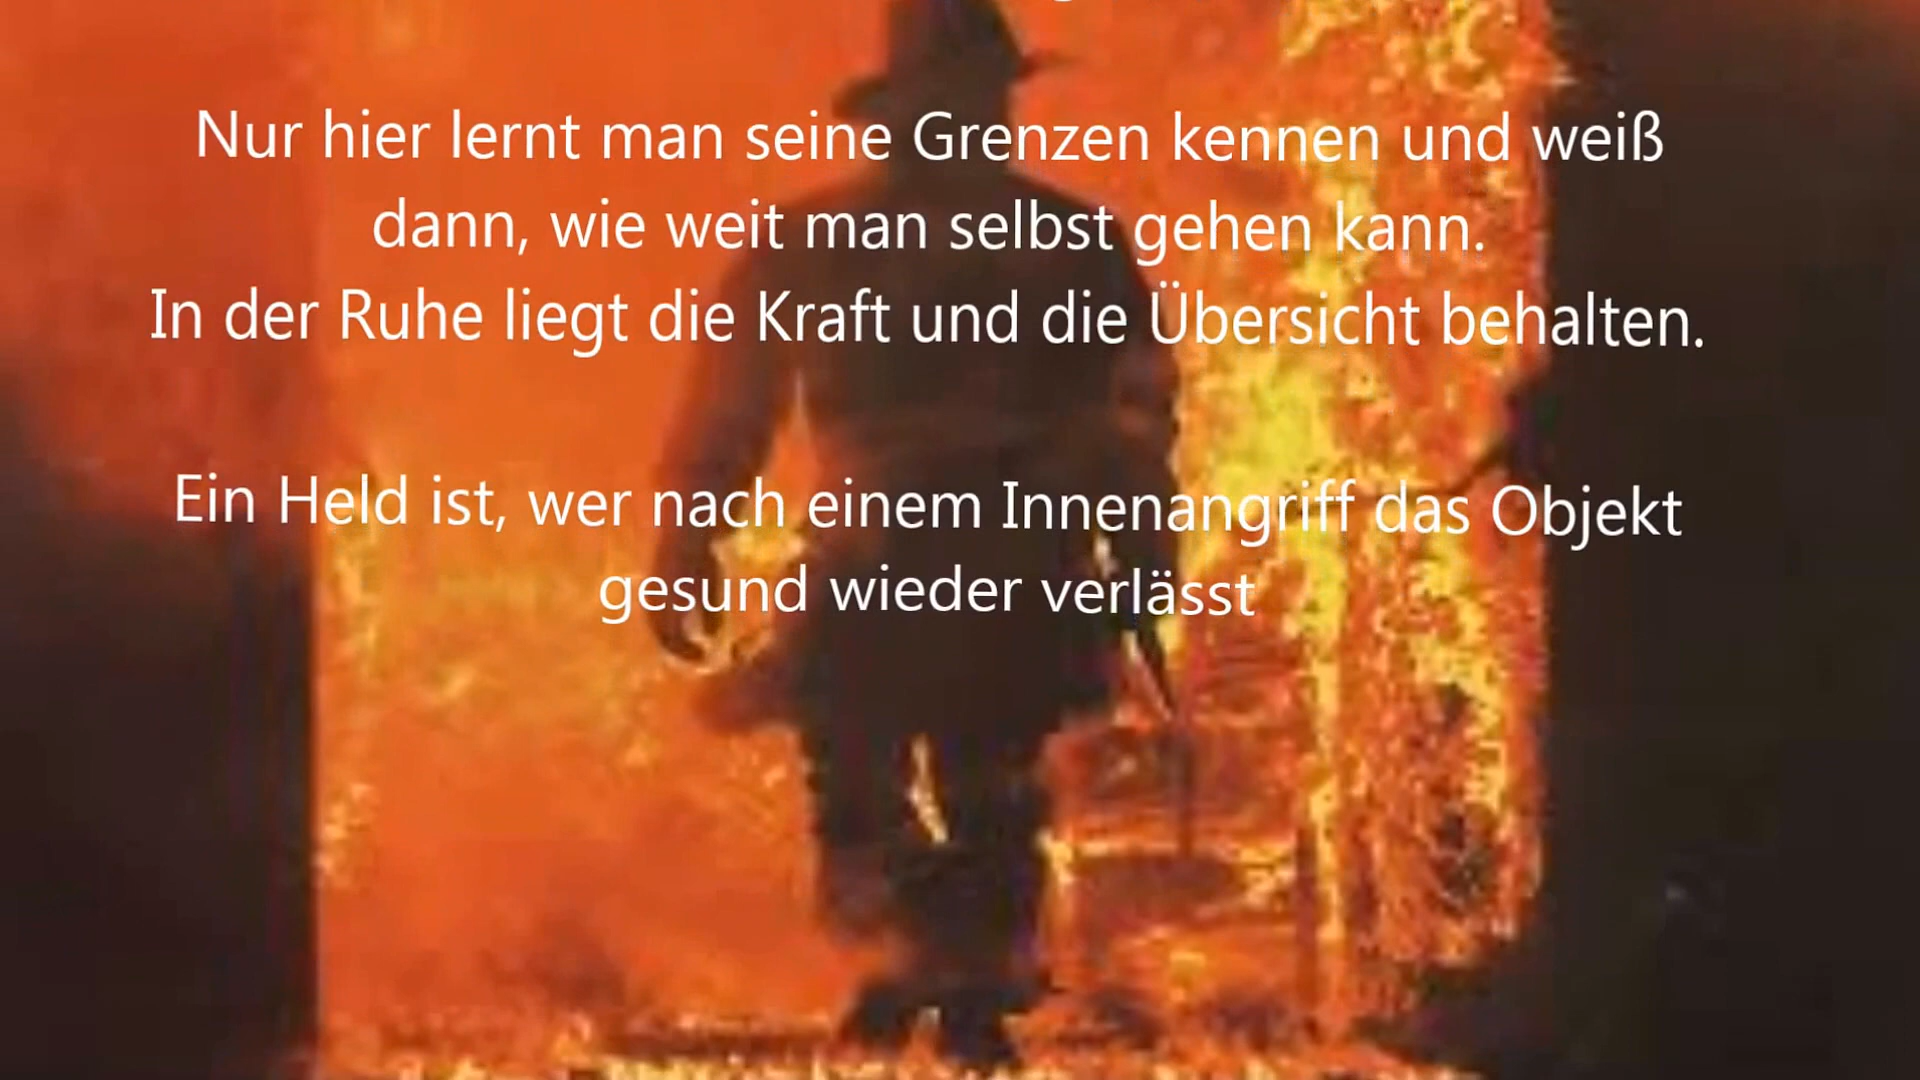 Nur hier lernt man seine Grenzen kennen und weiß
dann, wie weit man selbst gehen kann.
In der Ruhe liegt die Kraft und die Übersicht behalten.
Ein Held ist, wer nach einem Innenangriff das Objekt
gesund wieder verlässt